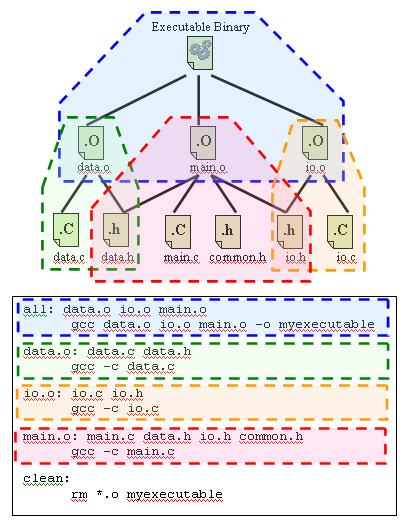 Executable Binary
.O .O .O
data.o main.o io.o
.C .h .C .h .h .C
data.c data.h main.c common.h io.h io.c
all: data.o io.o main.o
gcc data.o io.o main.o -o myexecutable
data.o: data.c data.h
gcc -c data.c
io.o: io.c io.h
gcc -c io.c
main.o: main.c data.h io.h common.h
gcc -c main.c
clean:
rm *.o myexecutable